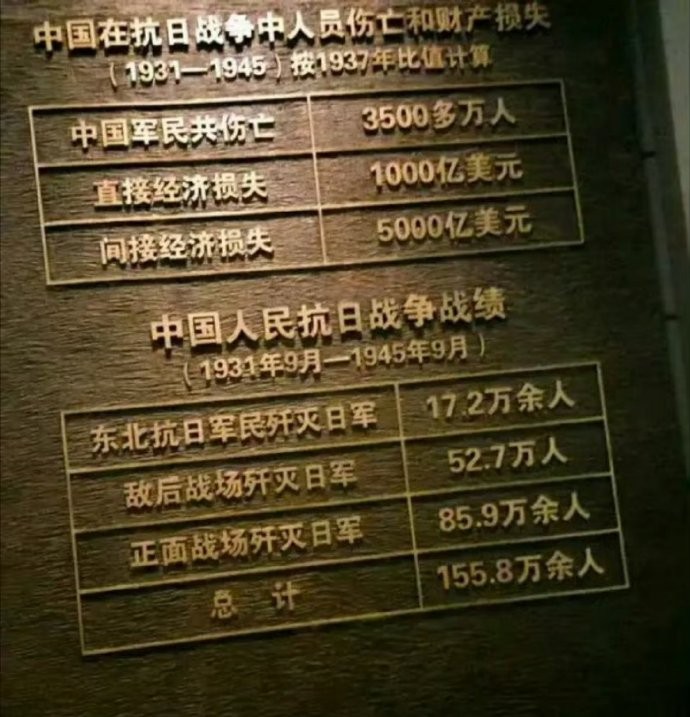 中国在抗日战争中人员伤亡和财产损失
(1931—1945)按1937年比值计算
中国军民共伤亡 3500多万人
直接经济损失 1000亿美元
间接经济损失 5000亿美元
中国人民抗日战争战绩
(1931年9月—1945年9月)
东北抗日军民歼灭日军 17.2万余人
敌后战场歼灭日军 52.7万人
正面战场歼灭日军 85.9万余人
总计 155.8万余人